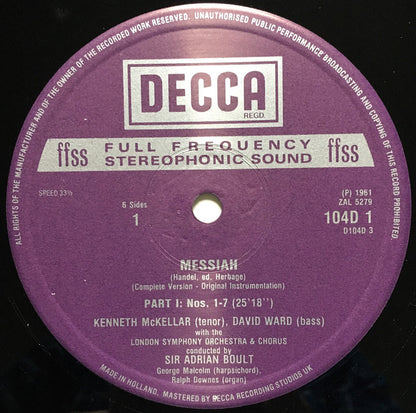 ALL RIGHTS OF THE MANUFACTURER AND OF THE OWNER OF THE RECORDED WORK RESERVED. UNAUTHORISED PUBLIC PERFORMANCE BROADCASTING AND COPYING OF THIS RECORD PROHIBITED.
DECCA
REGD.
ffss FULL FREQUENCY STEREOPHONIC SOUND ffss
SPEED 33⅓
6 Sides
1
(P) 1961
ZAL 5279
104D 1
D104D 3
MESSIAH
(Handel, ed. Herbage)
(Complete Version - Original Instrumentation)
PART I: Nos. 1-7 (25'18'')
KENNETH McKELLAR (tenor), DAVID WARD (bass)
with the
LONDON SYMPHONY ORCHESTRA & CHORUS
conducted by
SIR ADRIAN BOULT
George Malcolm (harpsichord),
Ralph Downes (organ)
MADE IN HOLLAND. MASTERED BY DECCA RECORDING STUDIOS UK